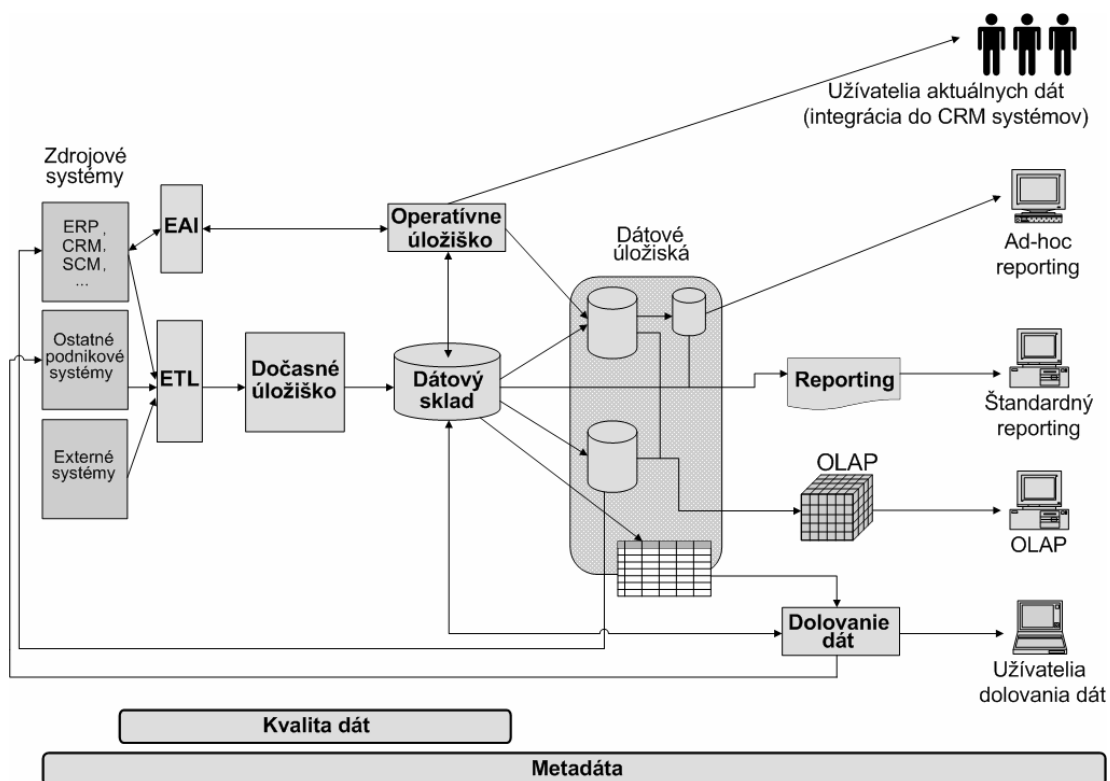 Užívatelia aktuálnych dát
(integrácia do CRM systémov)
Zdrojové
systémy
ERP,
CRM,
SCM,
...
EAI
Operatívne
úložiško
Dátové
úložiská
Ad-hoc
reporting
Ostatné
podnikové
systémy
ETL
Dočasné
úložiško
Dátový
sklad
Reporting
Štandardný
reporting
Externé
systémy
OLAP
OLAP
Dolovanie
dát
Užívatelia
dolovania dát
Kvalita dát
Metadáta